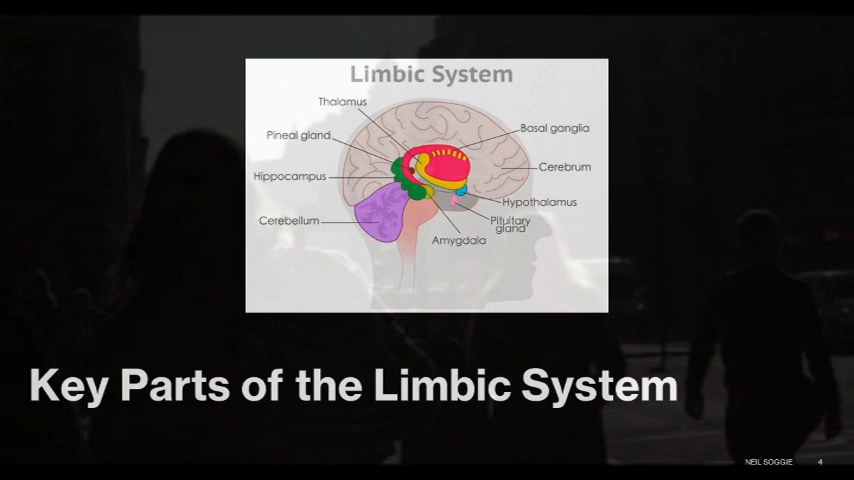 Limbic System
Thalamus
Basal ganglia
Pineal gland
Cerebrum
Hippocampus
Hypothalamus
Cerebellum
Pituitary
gland
Amygdala
Key Parts of the Limbic System
NEIL SOGGIE 4